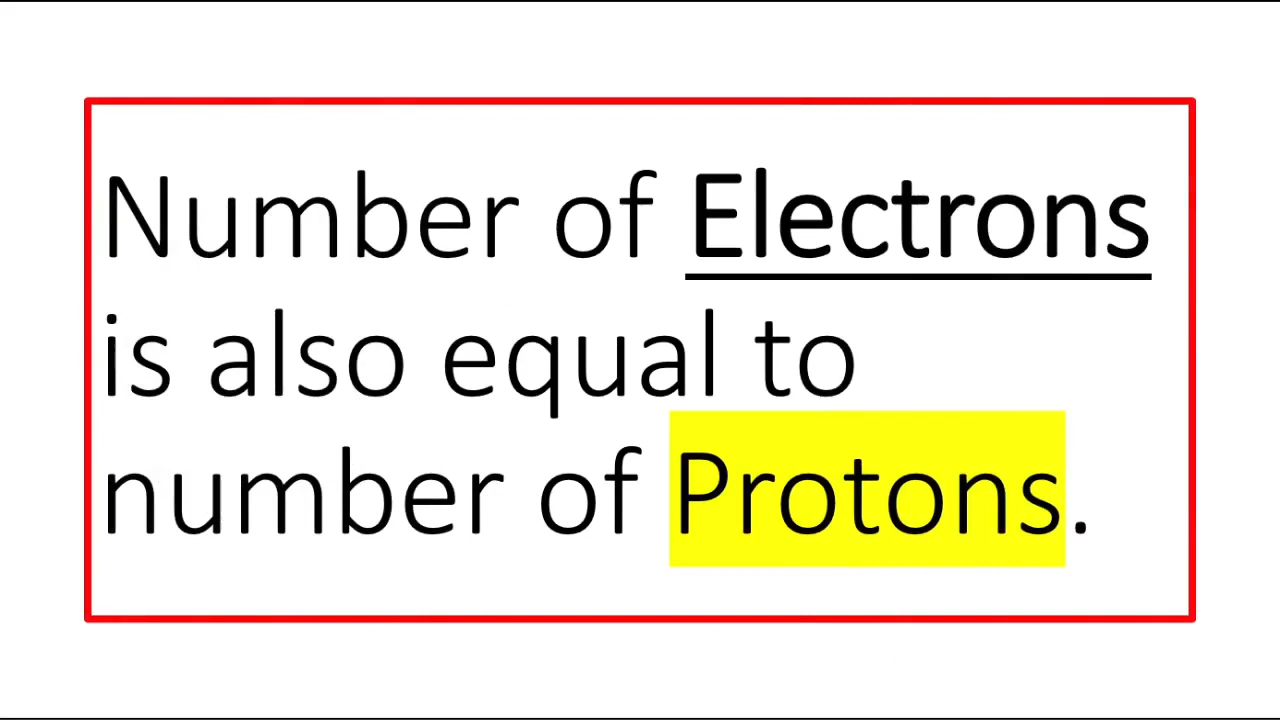 Number of Electrons
is also equal to
number of Protons.